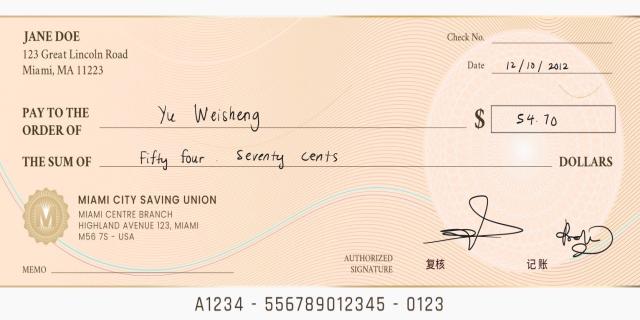 JANE DOE
123 Great Lincoln Road
Miami, MA 11223
Check No.
Date 12/10/2012
PAY TO THE
ORDER OF Yu Weisheng
$ 54.70
THE SUM OF Fifty four. Seventy cents DOLLARS
M
MIAMI CITY SAVING UNION
MIAMI CENTRE BRANCH
HIGHLAND AVENUE 123, MIAMI
M56 7S - USA
MEMO
AUTHORIZED
SIGNATURE
复核
记账
A1234 - 556789012345 - 0123